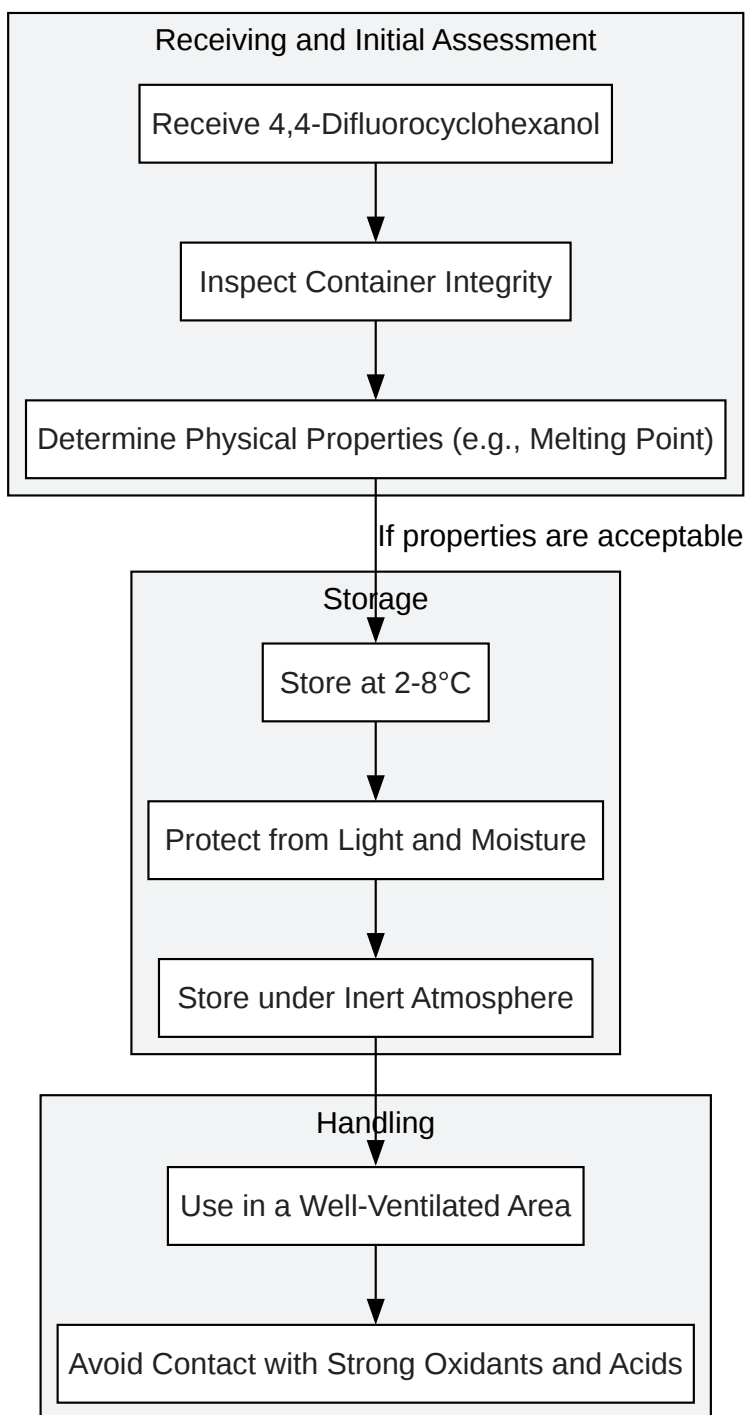 Receiving and Initial Assessment
Receive 4,4-Difluorocyclohexanol
Inspect Container Integrity
Determine Physical Properties (e.g., Melting Point)
If properties are acceptable
Storage
Store at 2-8°C
Protect from Light and Moisture
Store under Inert Atmosphere
Handling
Use in a Well-Ventilated Area
Avoid Contact with Strong Oxidants and Acids